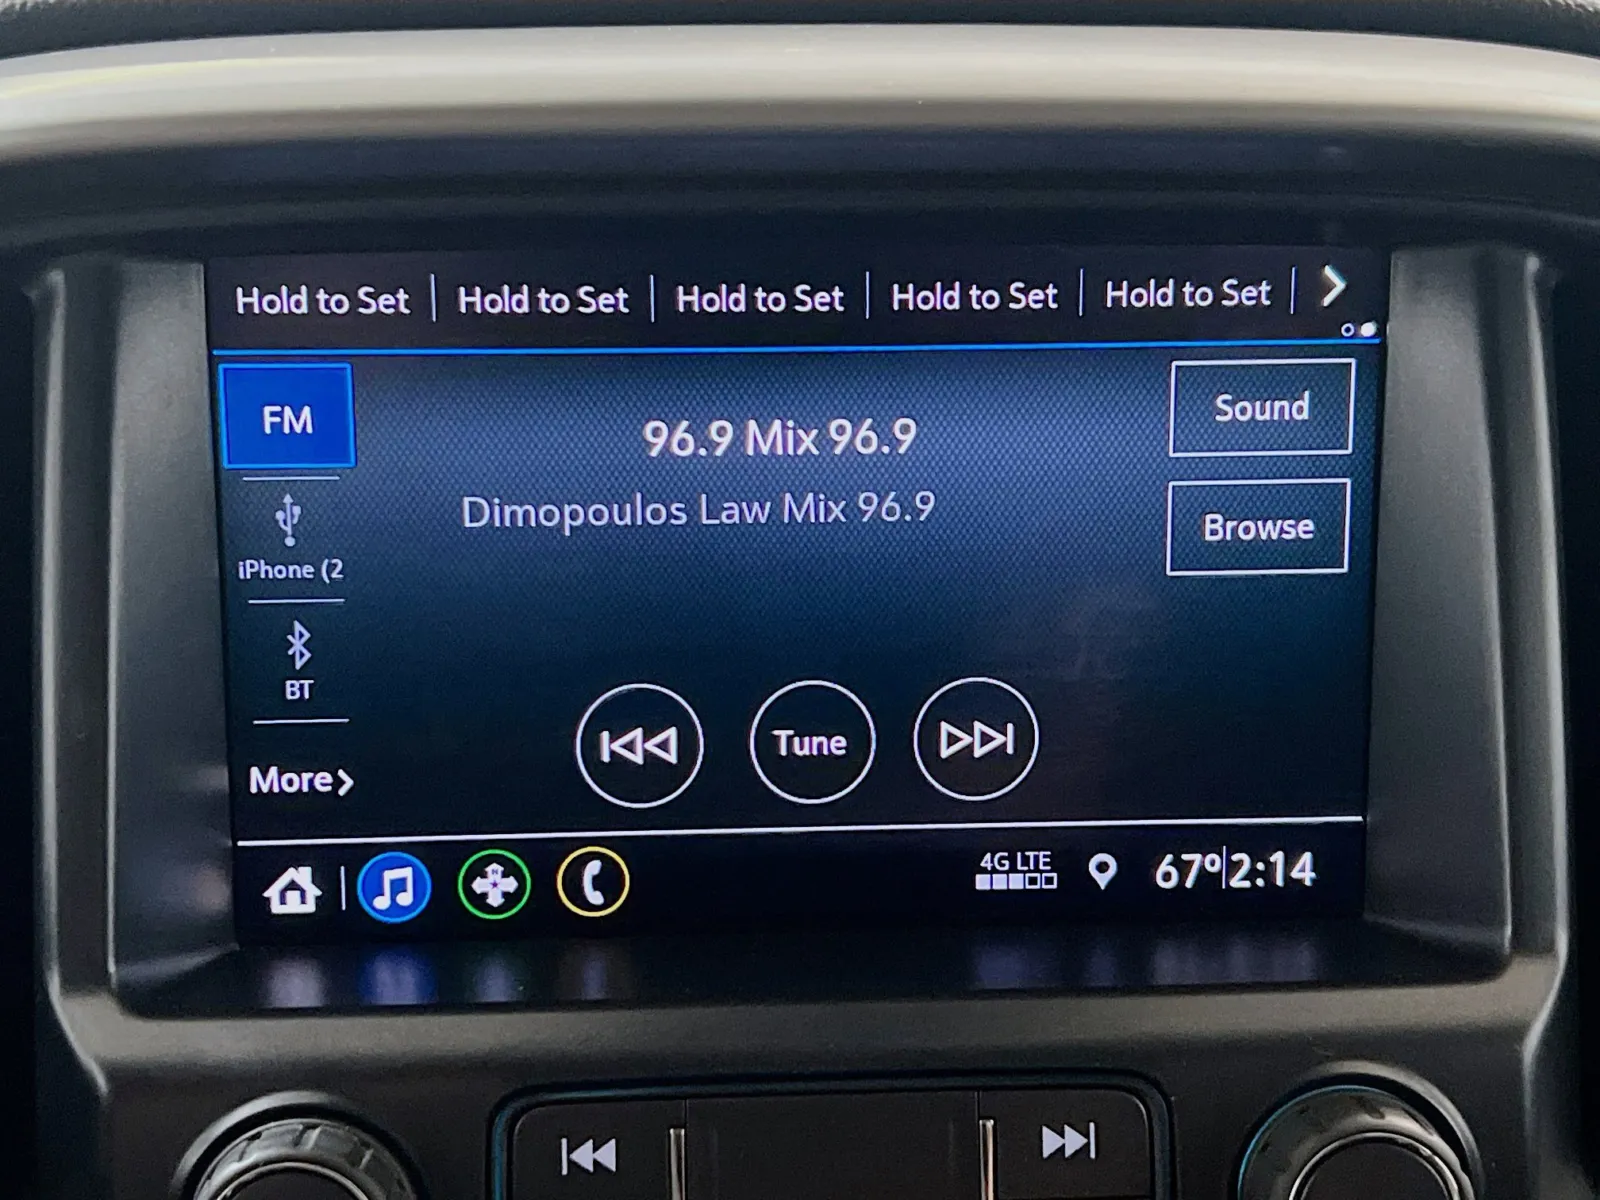 Hold to Set | Hold to Set | Hold to Set | Hold to Set | Hold to Set
FM
96.9 Mix 96.9
Sound
Dimopoulos Law Mix 96.9
Browse
iPhone (2
BT
More
Tune
4G LTE
67º|2:14